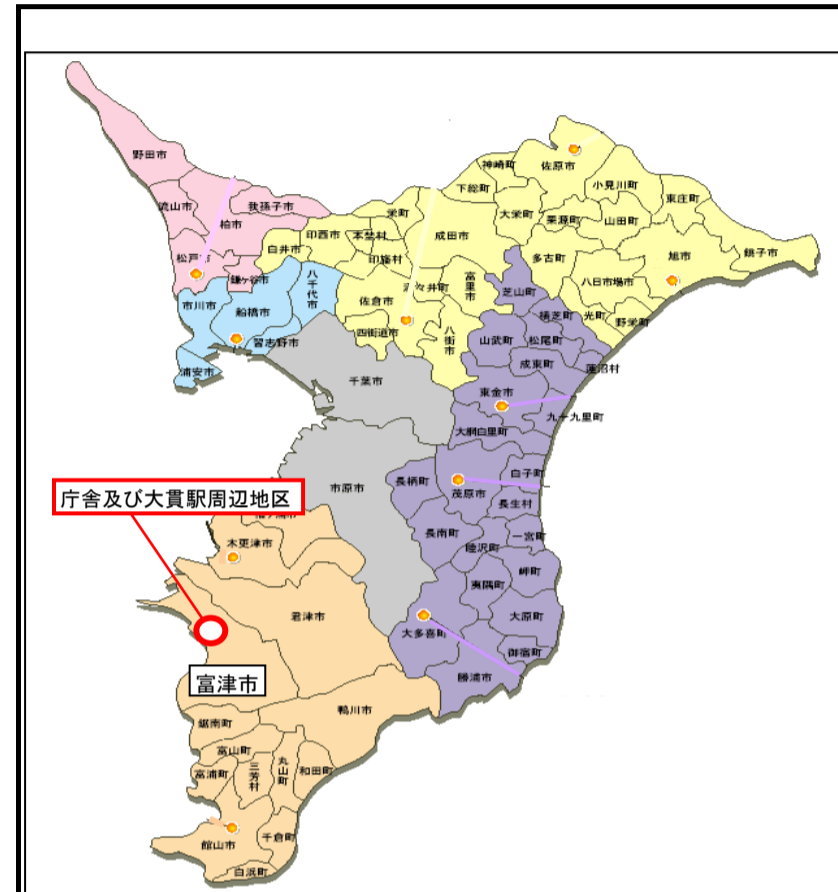 野田市
流山市
我孫子市
柏市
松戸市
鎌ヶ谷市
白井市
印西市
本埜村
栄町
印旛村
成田市
下総町
神崎町
佐原市
大栄町
小見川町
栗源町
山田町
東庄町
多古町
旭市
銚子市
八日市場市
光町
野栄町
富里市
佐倉市
四街道市
八街市
市川市
船橋市
八千代市
習志野市
浦安市
千葉市
芝山町
横芝町
山武町
松尾町
成東町
蓮沼村
東金市
九十九里町
大網白里町
庁舎及び大貫駅周辺地区
市原市
長柄町
茂原市
白子町
長生村
長南町
睦沢町
一宮町
岬町
夷隅町
大原町
大多喜町
御宿町
勝浦市
木更津市
君津市
富津市
鴨川市
鋸南町
富山町
富浦町
三芳村
丸山町
和田町
館山市
千倉町
白浜町